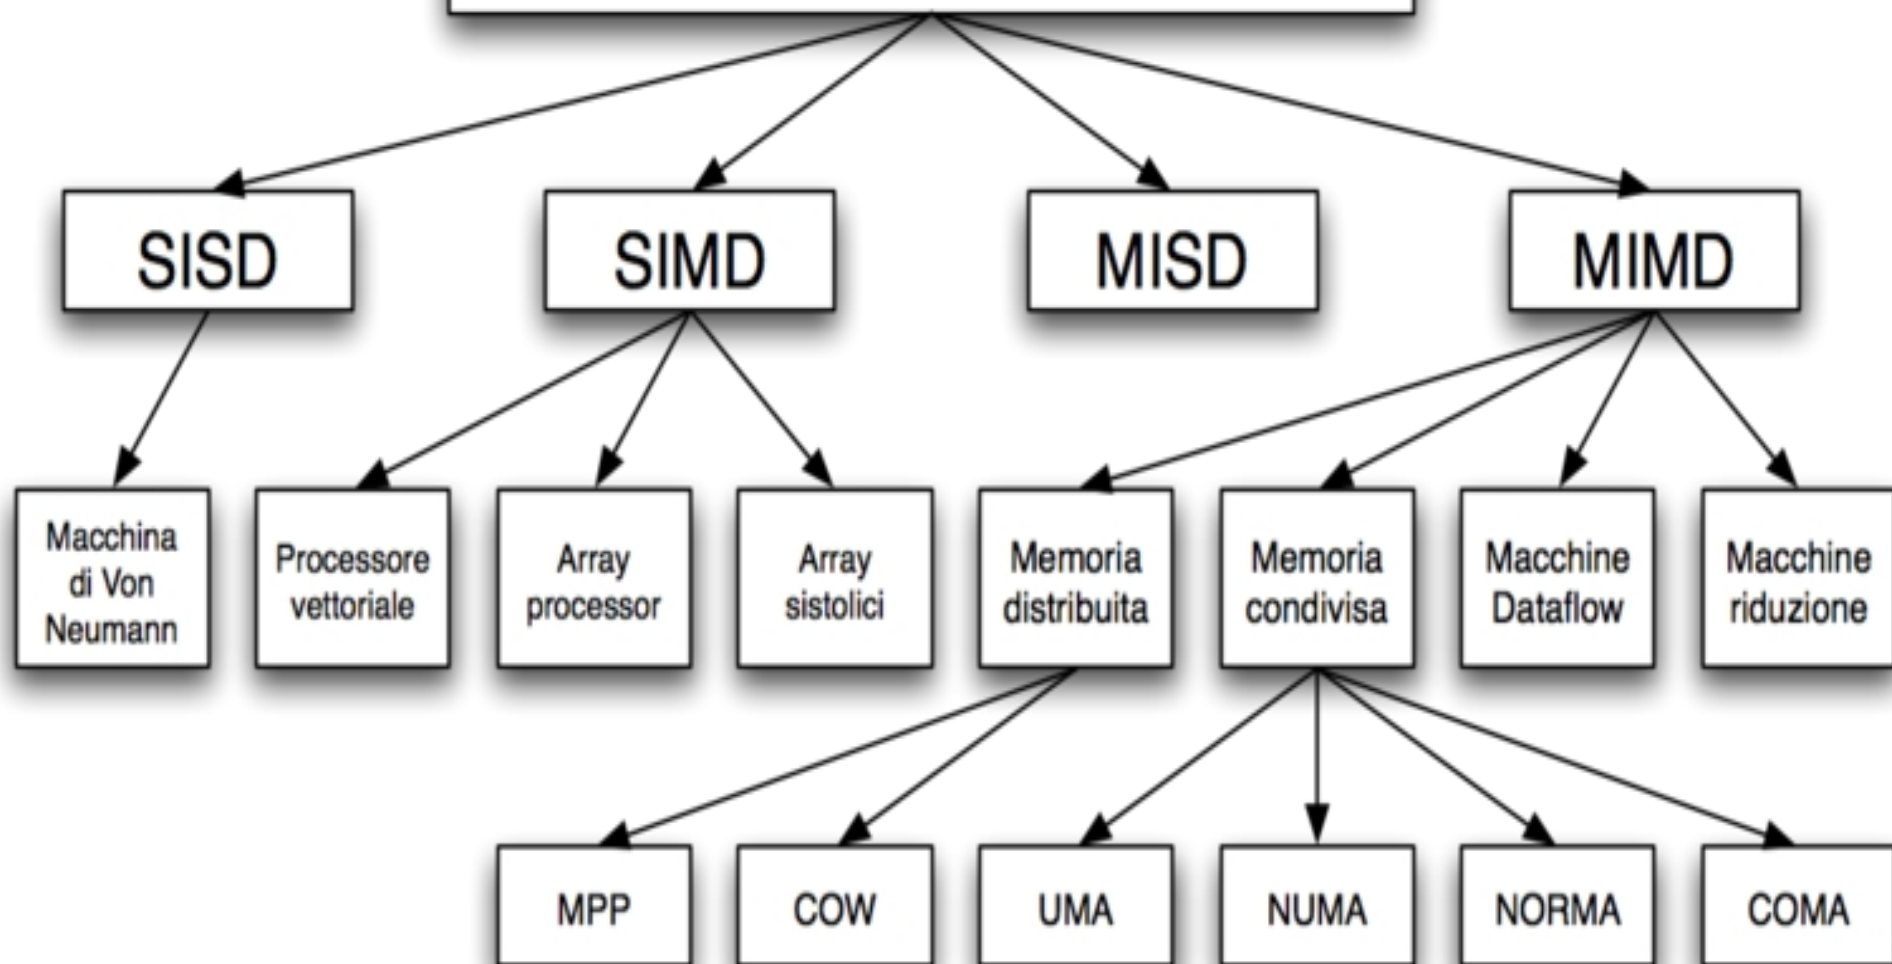 SISD
SIMD
MISD
MIMD
Macchina
di Von
Neumann
Processore
vettoriale
Array
processor
Array
sistolici
Memoria
distribuita
Memoria
condivisa
Macchine
Dataflow
Macchine
riduzione
MPP
COW
UMA
NUMA
NORMA
COMA